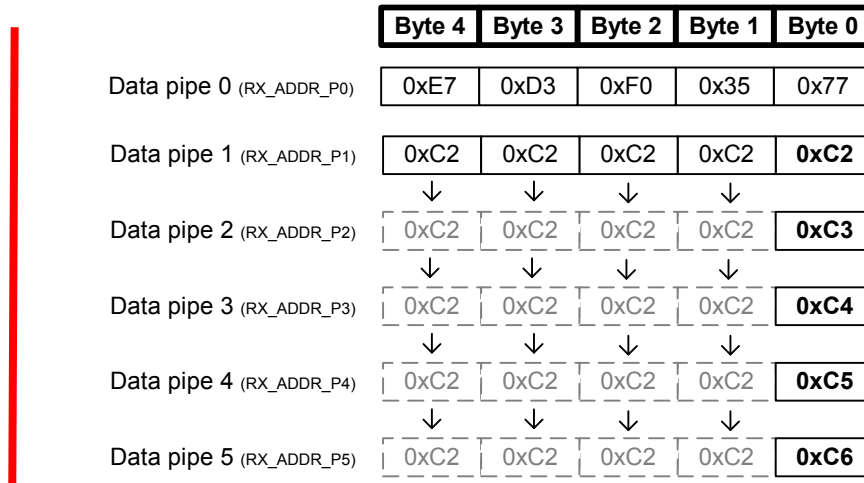 Byte 4 Byte 3 Byte 2 Byte 1 Byte 0
Data pipe 0 (RX_ADDR_P0) 0xE7 0xD3 0xF0 0x35 0x77
Data pipe 1 (RX_ADDR_P1) 0xC2 0xC2 0xC2 0xC2 0xC2
Data pipe 2 (RX_ADDR_P2) 0xC2 0xC2 0xC2 0xC2 0xC3
Data pipe 3 (RX_ADDR_P3) 0xC2 0xC2 0xC2 0xC2 0xC4
Data pipe 4 (RX_ADDR_P4) 0xC2 0xC2 0xC2 0xC2 0xC5
Data pipe 5 (RX_ADDR_P5) 0xC2 0xC2 0xC2 0xC2 0xC6